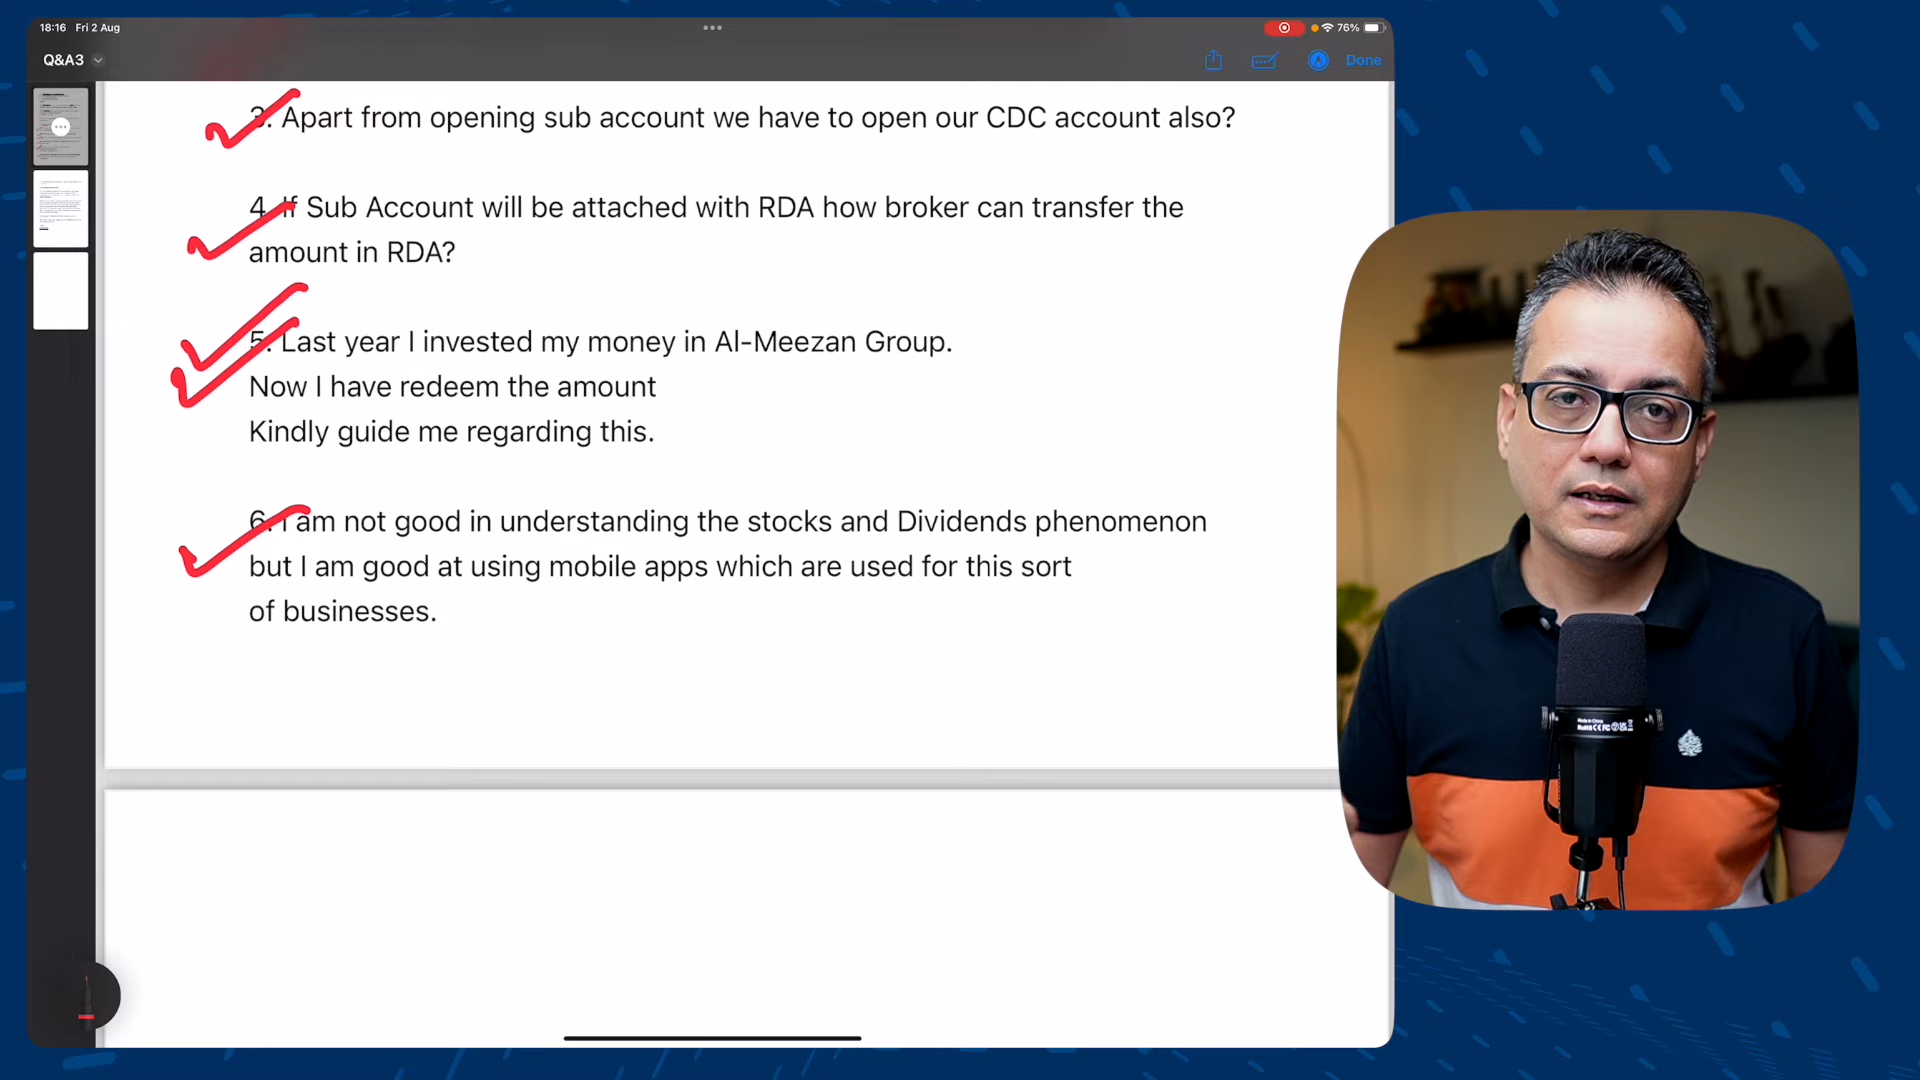 18:16 Fri 2 Aug
76%
Q&A3
Done
3. Apart from opening sub account we have to open our CDC account also?
4. If Sub Account will be attached with RDA how broker can transfer the
amount in RDA?
5. Last year I invested my money in Al-Meezan Group.
Now I have redeem the amount
Kindly guide me regarding this.
6. I am not good in understanding the stocks and Dividends phenomenon
but I am good at using mobile apps which are used for this sort
of businesses.
Made in China